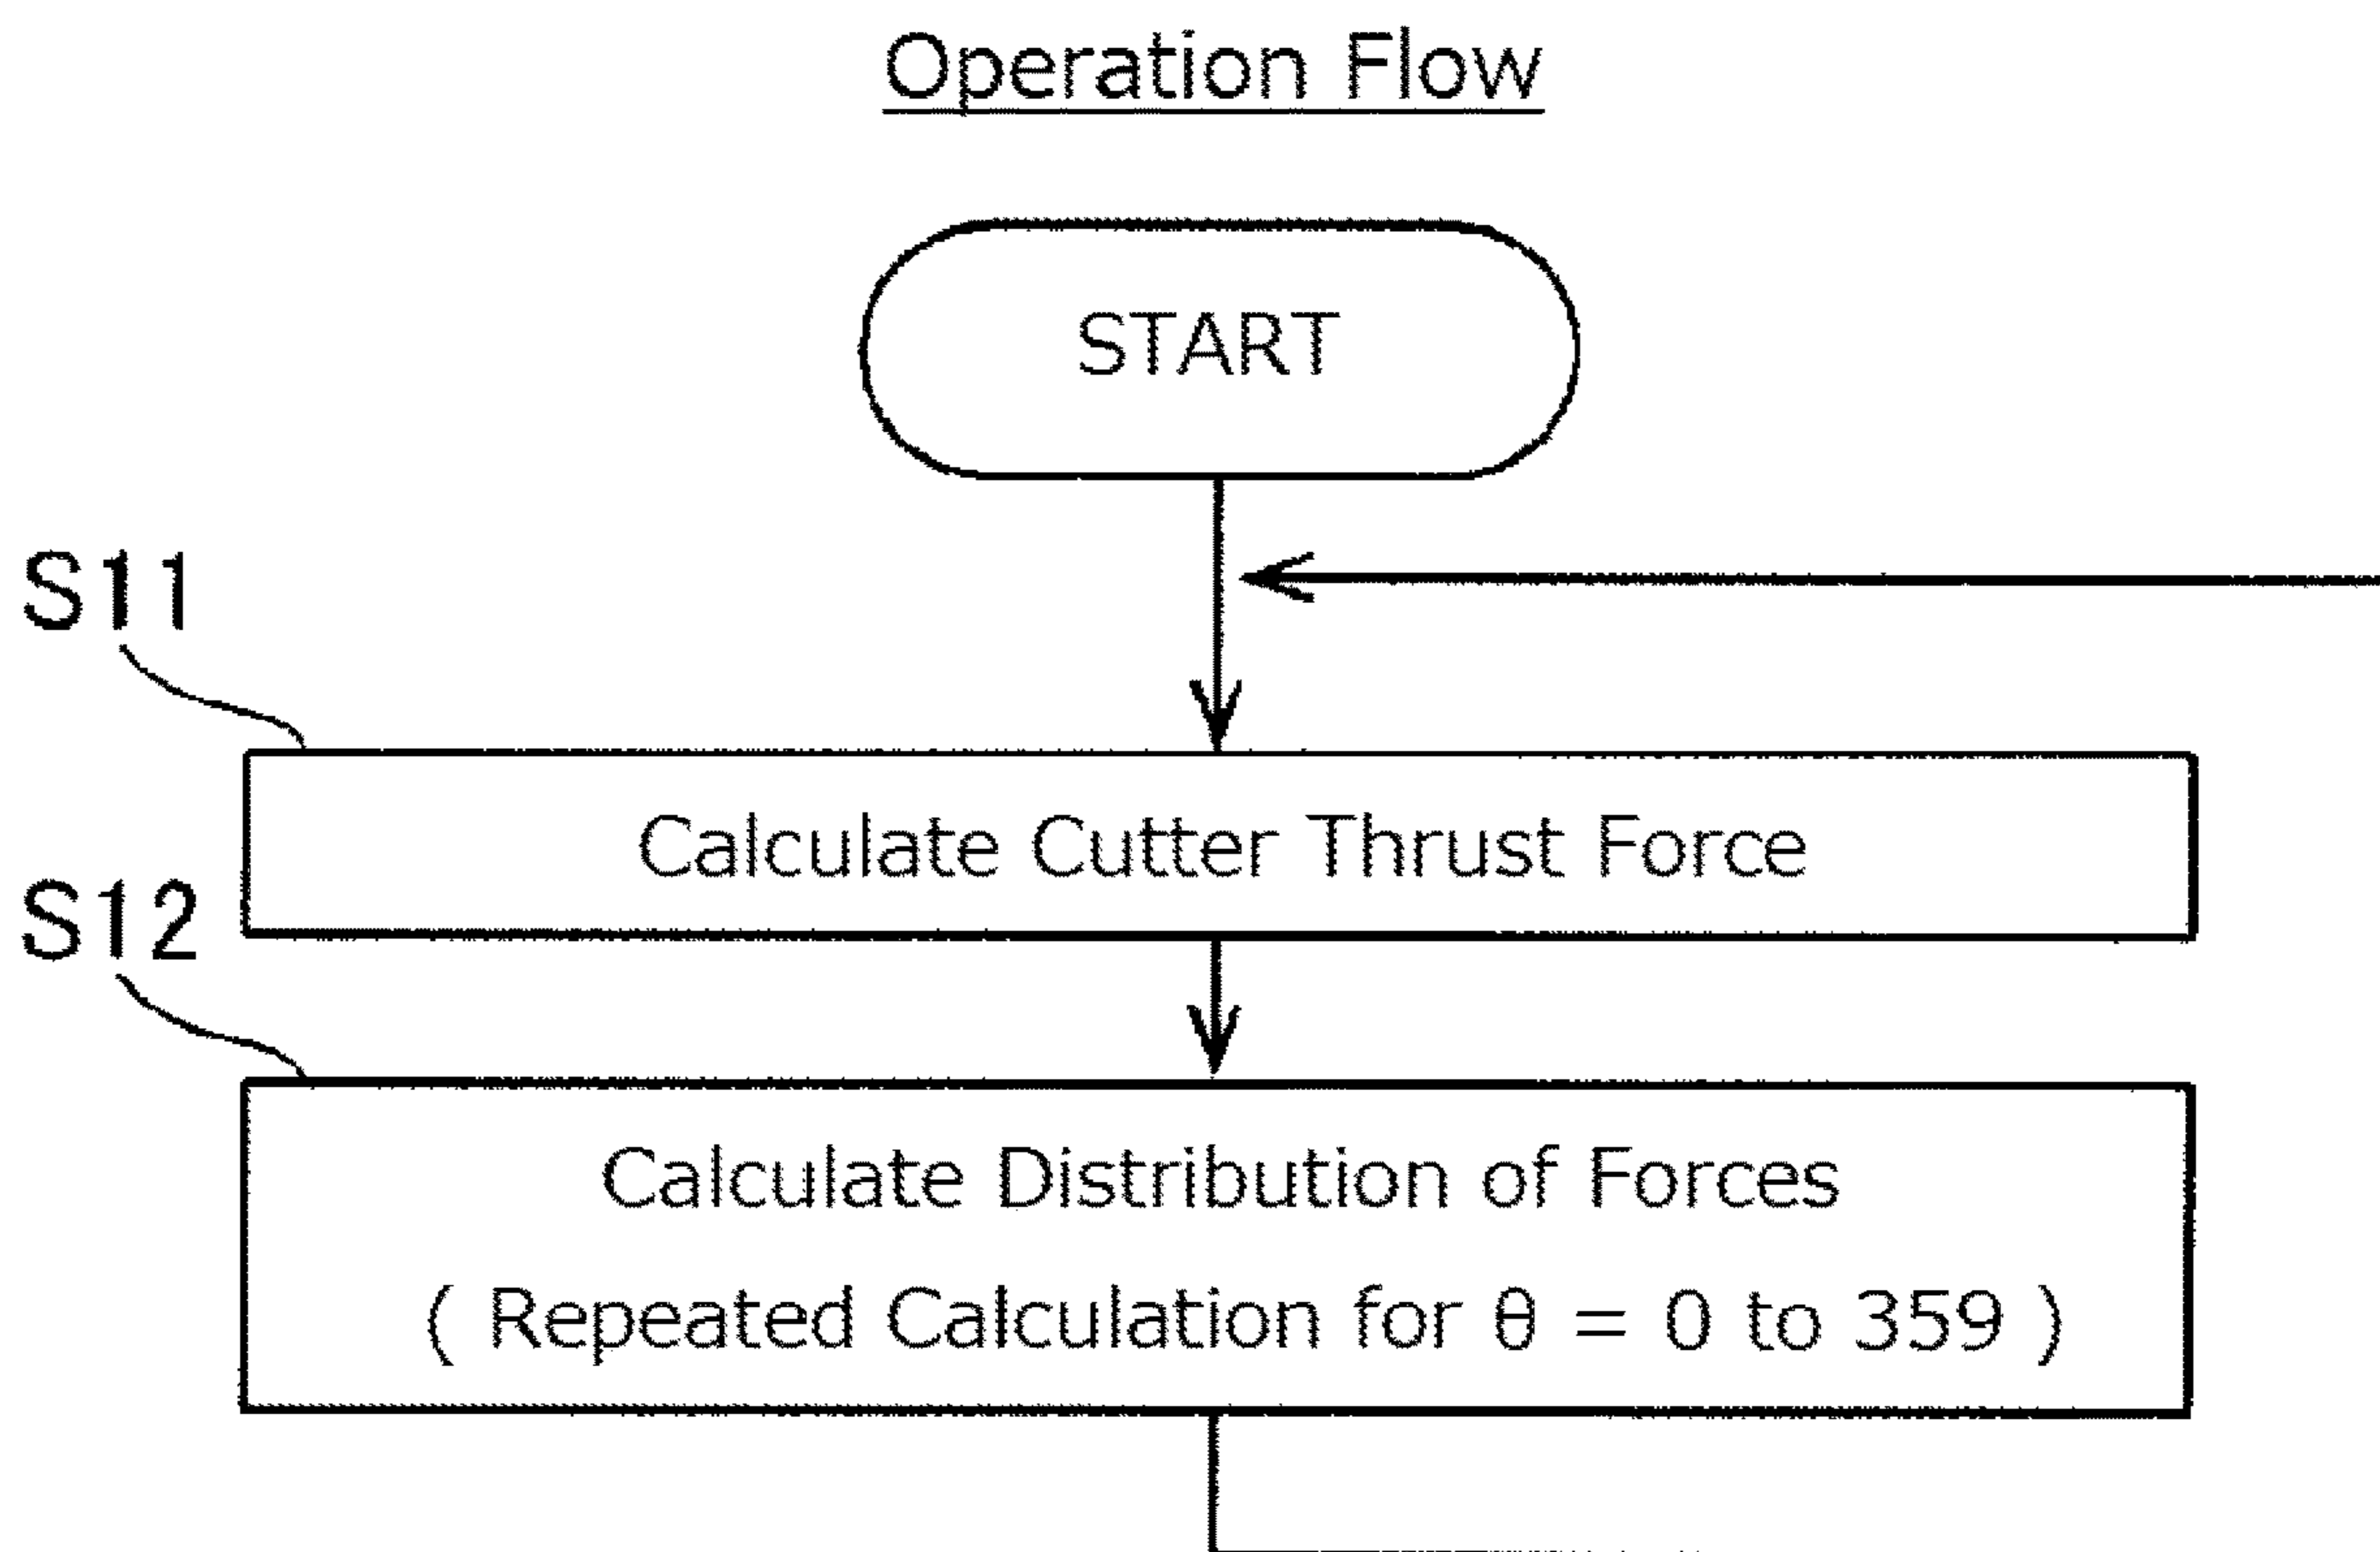 Operation Flow
START
S11
Calculate Cutter Thrust Force
S12
Calculate Distribution of Forces
( Repeated Calculation for θ = 0 to 359 )